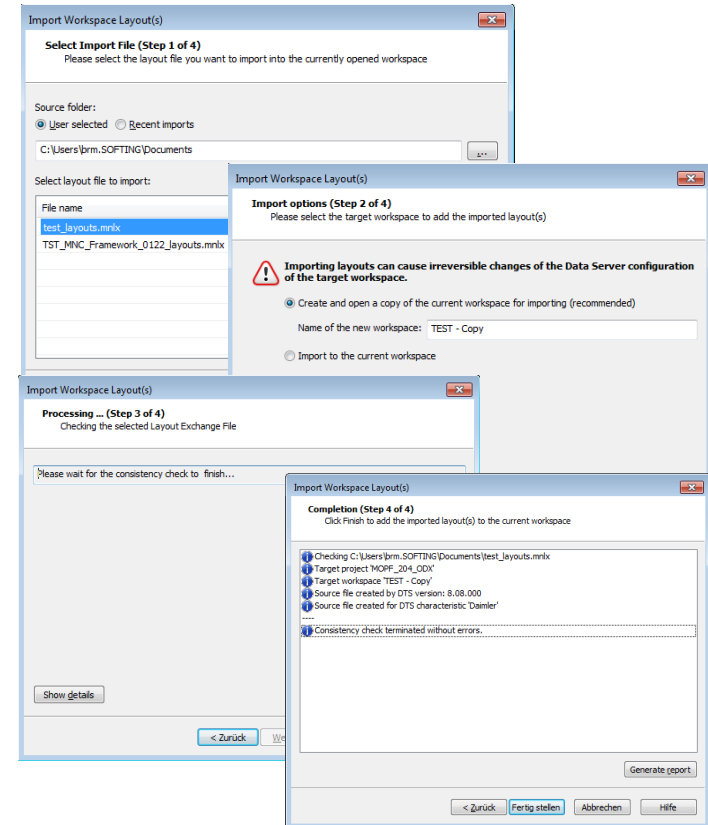 Import Workspace Layout(s)
Select Import File (Step 1 of 4)
Please select the layout file you want to import into the currently opened workspace
Source folder:
User selected Recent imports
C:\Users\brm.SOFTING\Documents
...
Select layout file to import:
File name
test_layouts.mnlx
TST_MNC_Framework_0122_layouts.mnlx
Import Workspace Layout(s)
Import options (Step 2 of 4)
Please select the target workspace to add the imported layout(s)
Importing layouts can cause irreversible changes of the Data Server configuration
of the target workspace.
Create and open a copy of the current workspace for importing (recommended)
Name of the new workspace: TEST - Copy
Import to the current workspace
Import Workspace Layout(s)
Processing ... (Step 3 of 4)
Checking the selected Layout Exchange File
Please wait for the consistency check to finish...
Show details
< Zurück We
Import Workspace Layout(s)
Completion (Step 4 of 4)
Click Finish to add the imported layout(s) to the current workspace
Checking C:\Users\brm.SOFTING\Documents\test_layouts.mnlx
Target project 'MOPF_204_ODX'
Target workspace 'TEST - Copy'
Source file created by DTS version: 8.08.000
Source file created for DTS characteristic 'Daimler'
----
Consistency check terminated without errors.
Generate report
< Zurück Fertig stellen Abbrechen Hilfe